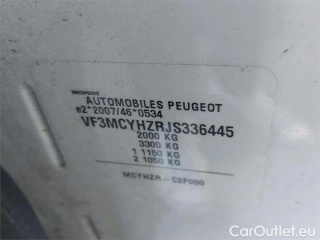 AUTOMOBILES PEUGEOT
e2*2007/46*0534
VF3MCYHZRJS336445
2000 KG
3300 KG
1 1150 KG
2 1050 KG
MCYHZR - C2P000
CarOutlet.eu